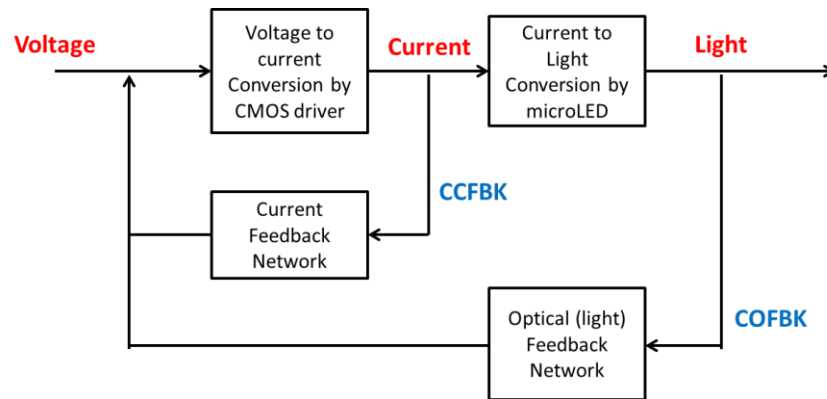 Voltage
Voltage to
current
Conversion by
CMOS driver
Current
Current to
Light
Conversion by
microLED
Light
CCFBK
Current
Feedback
Network
COFBK
Optical (light)
Feedback
Network